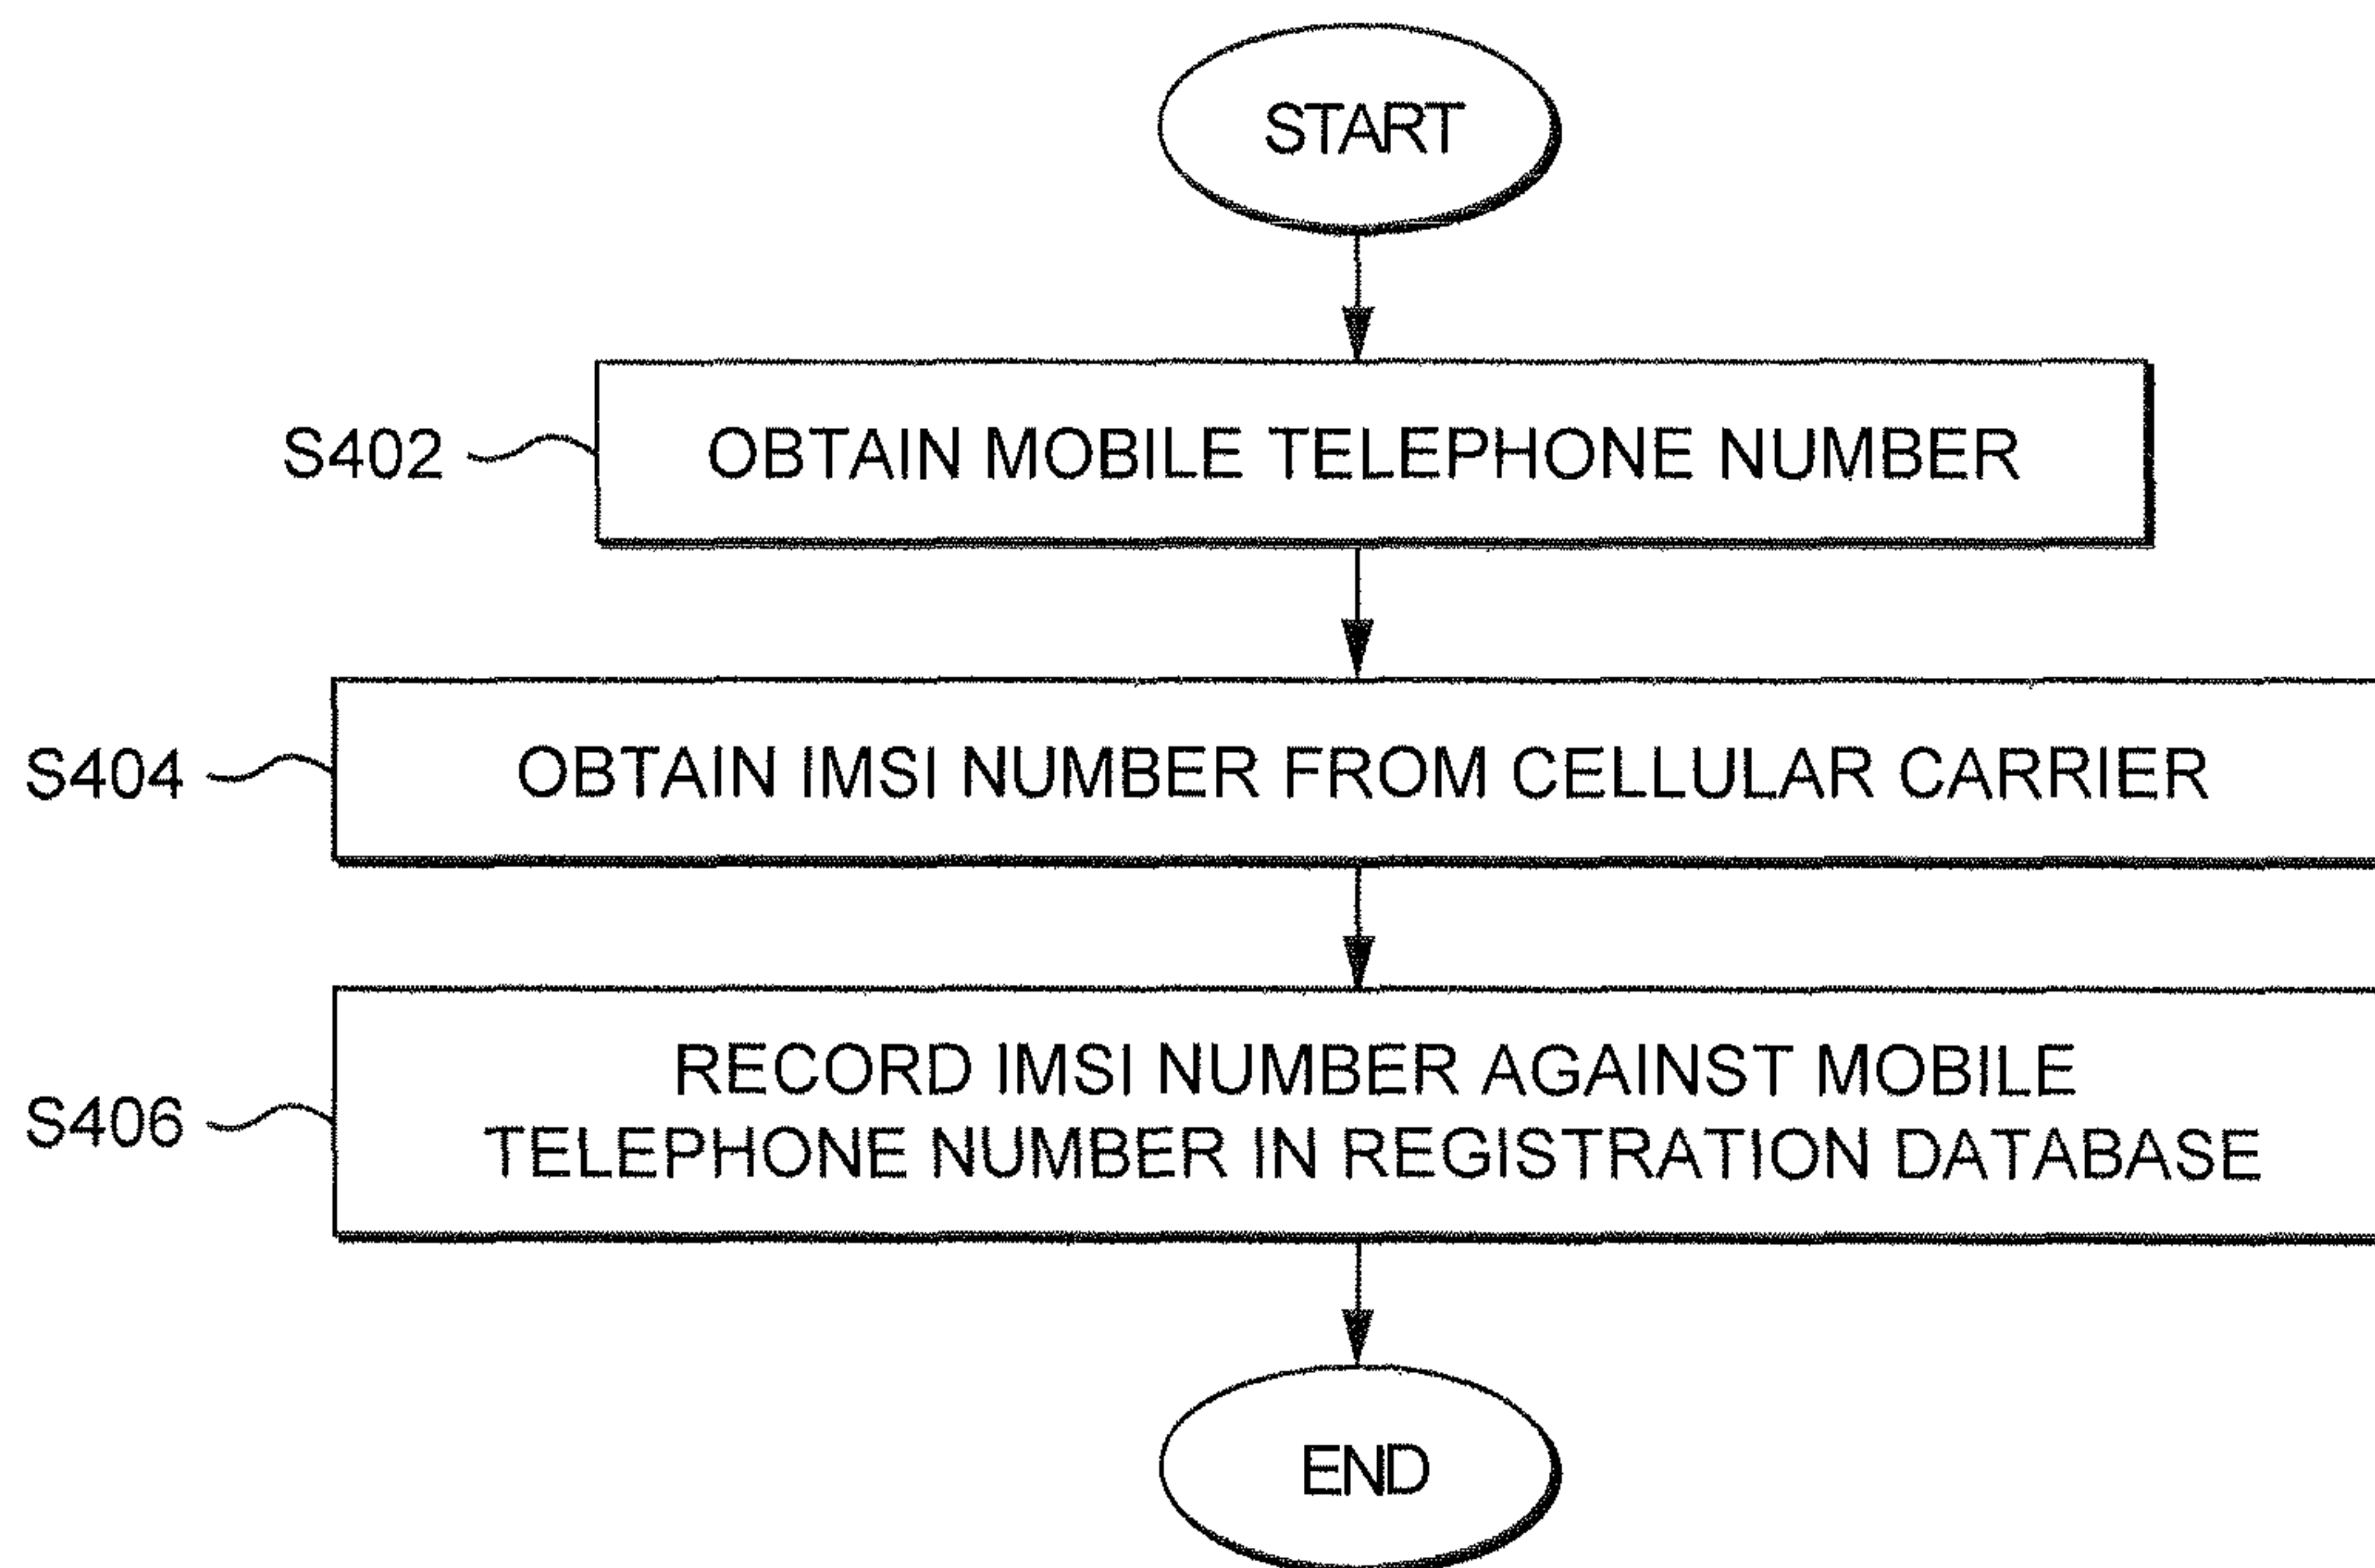 START
S402
OBTAIN MOBILE TELEPHONE NUMBER
S404
OBTAIN IMSI NUMBER FROM CELLULAR CARRIER
S406
RECORD IMSI NUMBER AGAINST MOBILE
TELEPHONE NUMBER IN REGISTRATION DATABASE
END